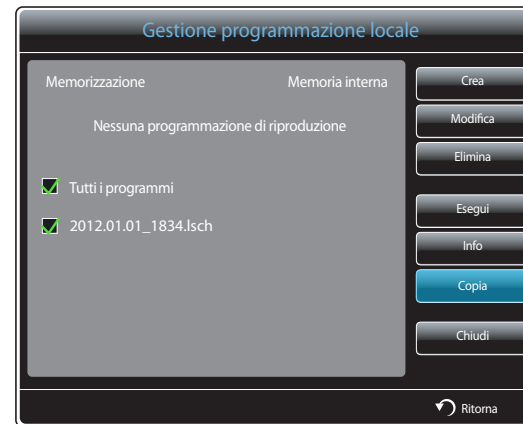 Gestione programmazione locale
Memorizzazione Memoria interna
Nessuna programmazione di riproduzione
Tutti i programmi
2012.01.01_1834.lsch
Crea
Modifica
Elimina
Esegui
Info
Copia
Chiudi
Ritorna